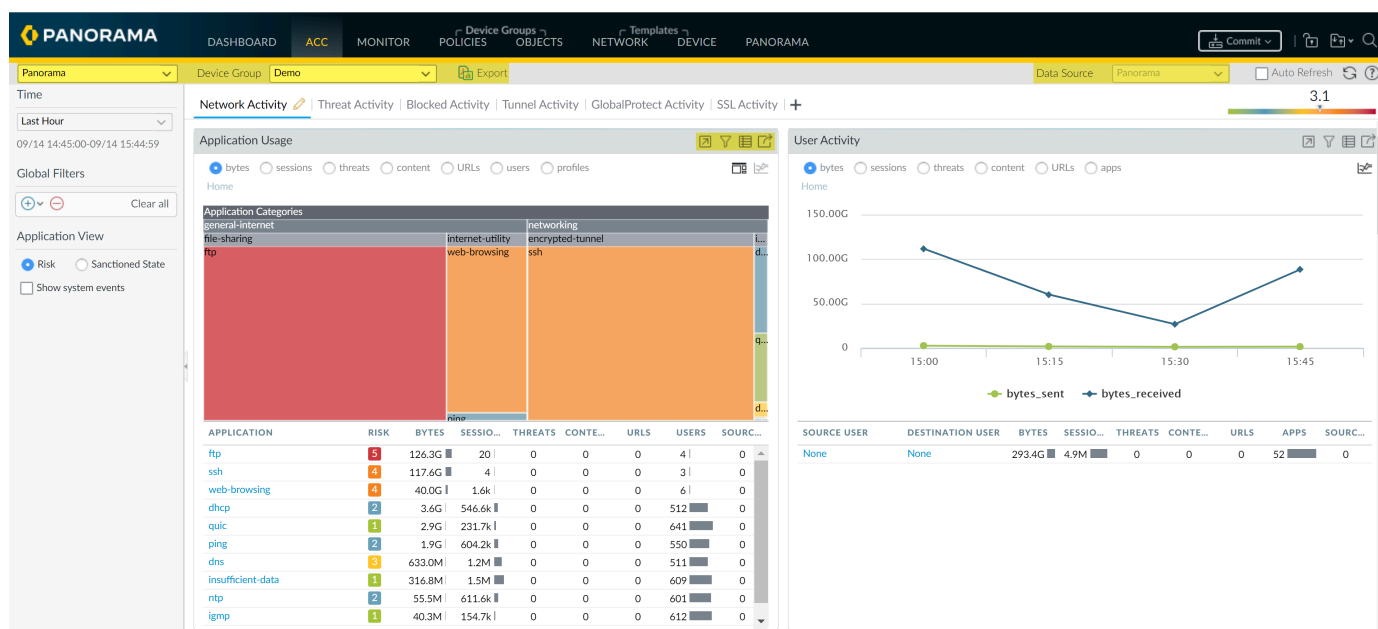 PANORAMA
DASHBOARD ACC MONITOR Device Groups POLICIES OBJECTS Templates NETWORK DEVICE PANORAMA Commit
Panorama Device Group Demo Export Data Source Panorama Auto Refresh
Time
Last Hour
09/14 14:45:00-09/14 15:44:59
Global Filters
Clear all
Application View
Risk Sanctioned State
Show system events
Network Activity Threat Activity Blocked Activity Tunnel Activity GlobalProtect Activity SSL Activity
3.1
Application Usage
bytes sessions threats content URLs users profiles
Home
Application Categories
general-internet networking
file-sharing internet-utility encrypted-tunnel i...
ftp web-browsing ssh d...
q...
d...
ping
APPLICATION RISK BYTES SESSIO... THREATS CONTE... URLS USERS SOURC...
ftp 5 126.3G 20 0 0 0 4 0
ssh 4 117.6G 4 0 0 0 3 0
web-browsing 4 40.0G 1.6k 0 0 0 6 0
dhcp 2 3.6G 546.6k 0 0 0 512 0
quic 1 2.9G 231.7k 0 0 0 641 0
ping 2 1.9G 604.2k 0 0 0 550 0
dns 3 633.0M 1.2M 0 0 0 511 0
insufficient-data 1 316.8M 1.5M 0 0 0 609 0
ntp 2 55.5M 611.6k 0 0 0 601 0
igmp 1 40.3M 154.7k 0 0 0 612 0
User Activity
bytes sessions threats content URLs apps
Home
150.00G
100.00G
50.00G
0
15:00 15:15 15:30 15:45
bytes_sent bytes_received
SOURCE USER DESTINATION USER BYTES SESSIO... THREATS CONTE... URLS APPS SOURC...
None None 293.4G 4.9M 0 0 0 52 0